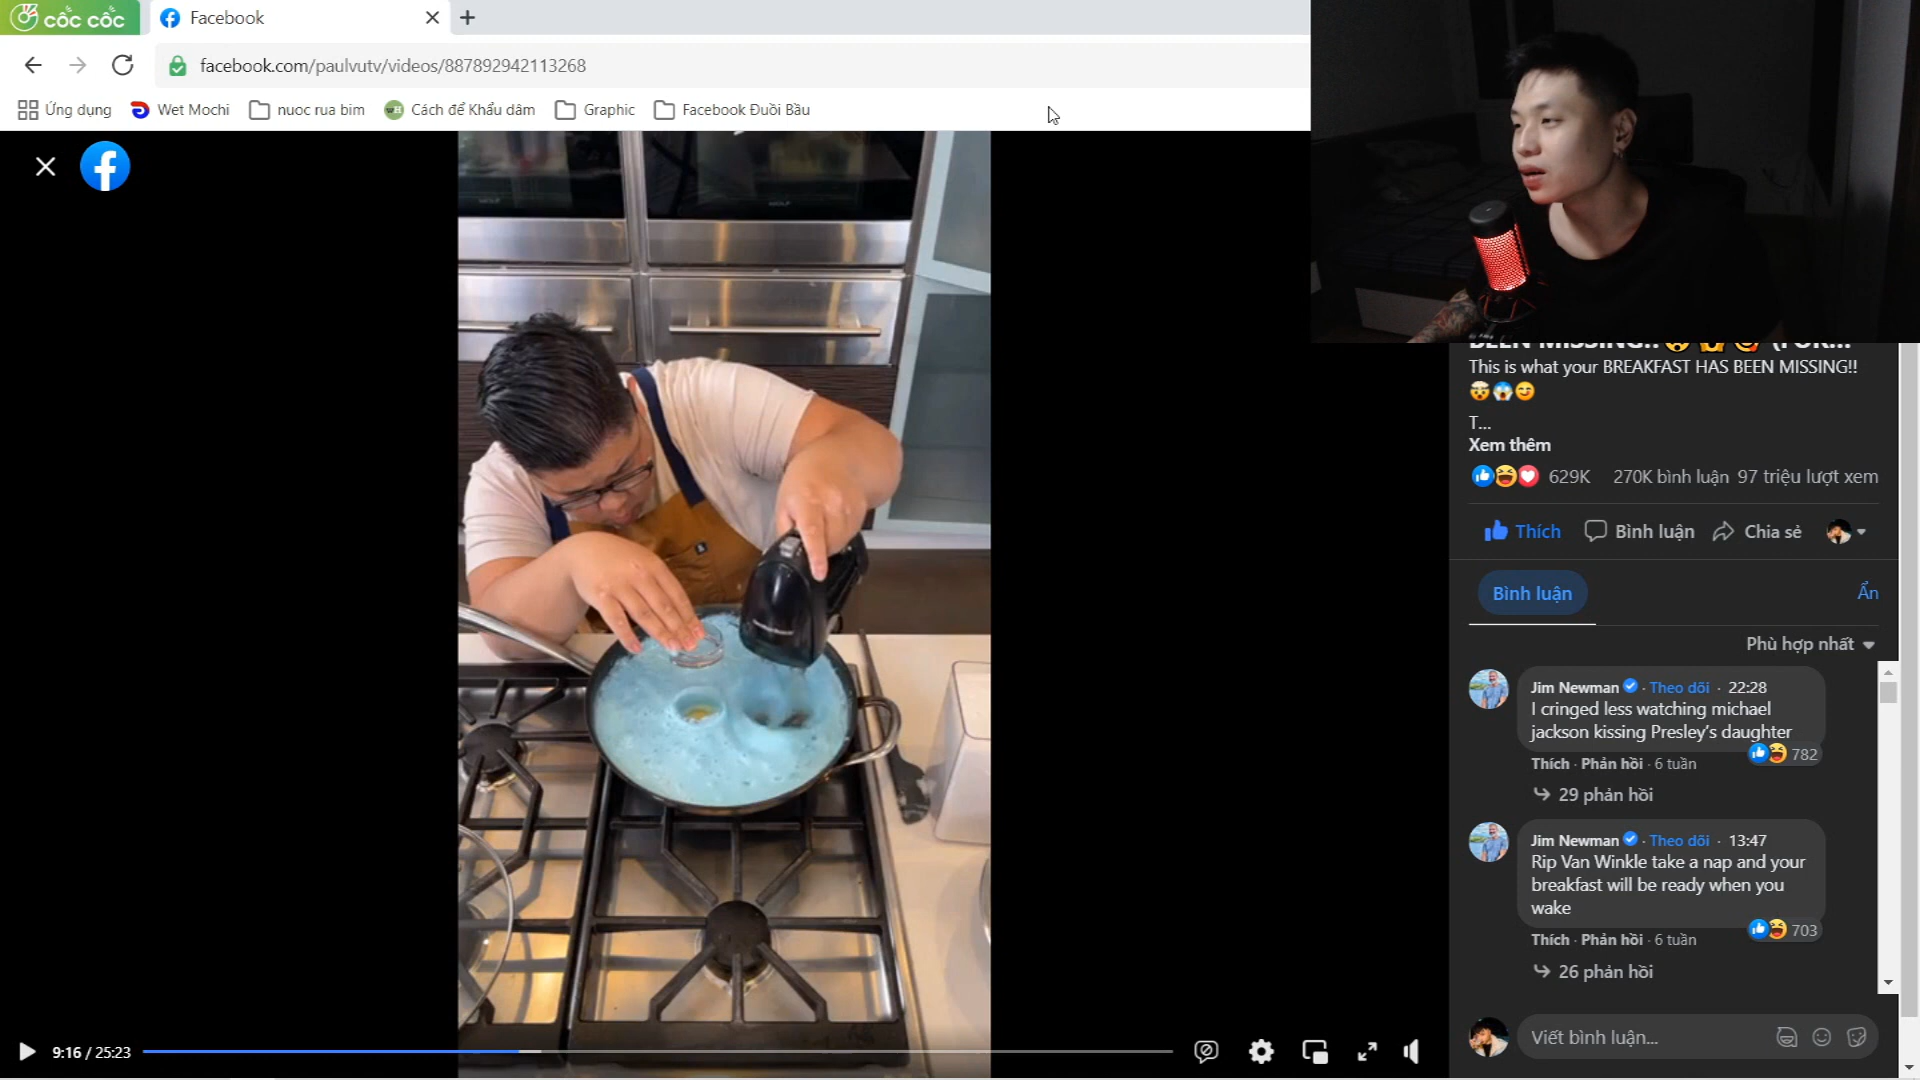 cốc cốc
Facebook
facebook.com/paulvutv/videos/887892942113268
Ứng dụng
Wet Mochi
nuoc rua bim
Cách để Khẩu dâm
Graphic
Facebook Đuồi Bầu
BEEN MISSING!!
This is what your BREAKFAST HAS BEEN MISSING!!
T...
Xem thêm
629K 270K bình luận 97 triệu lượt xem
Thích Bình luận Chia sẻ
Bình luận Ẩn
Phù hợp nhất
Jim Newman · Theo dõi · 22:28
I cringed less watching michael
jackson kissing Presley's daughter
782
Thích · Phản hồi · 6 tuần
29 phản hồi
Jim Newman · Theo dõi · 13:47
Rip Van Winkle take a nap and your
breakfast will be ready when you
wake
703
Thích · Phản hồi · 6 tuần
26 phản hồi
Viết bình luận...
9:16 / 25:23